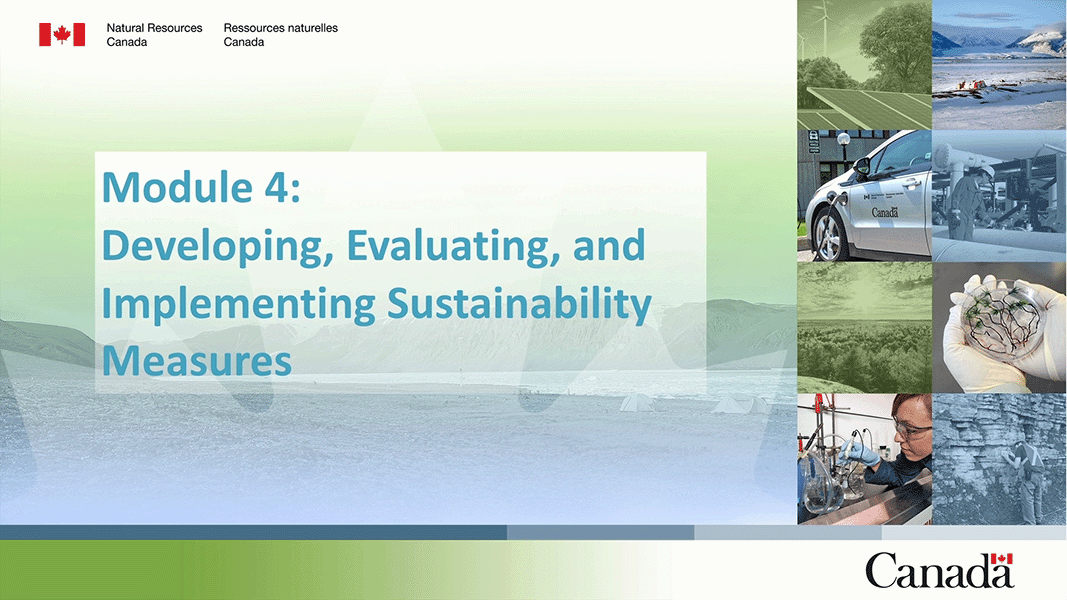 Natural Resources
Canada
Ressources naturelles
Canada
Module 4:
Developing, Evaluating, and
Implementing Sustainability
Measures
Canada
Canada